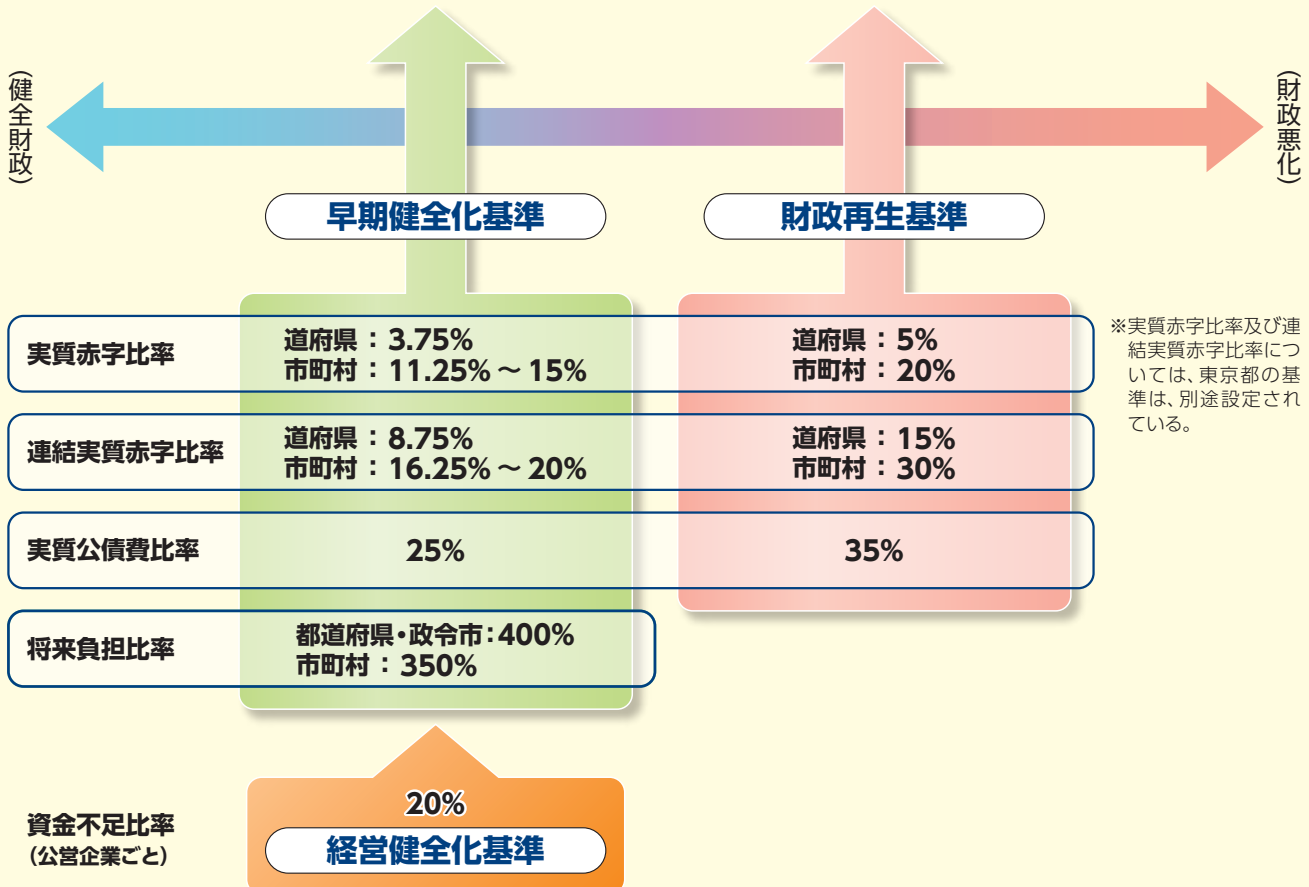 （健全財政）
（財政悪化）
早期健全化基準
財政再生基準
実質赤字比率
道府県：3.75%
市町村：11.25%～15%
道府県：5%
市町村：20%
連結実質赤字比率
道府県：8.75%
市町村：16.25%～20%
道府県：15%
市町村：30%
実質公債費比率
25%
35%
将来負担比率
都道府県・政令市：400%
市町村：350%
※実質赤字比率及び連
結実質赤字比率につ
いては、東京都の基
準は、別途設定され
ている。
資金不足比率
（公営企業ごと）
20%
経営健全化基準